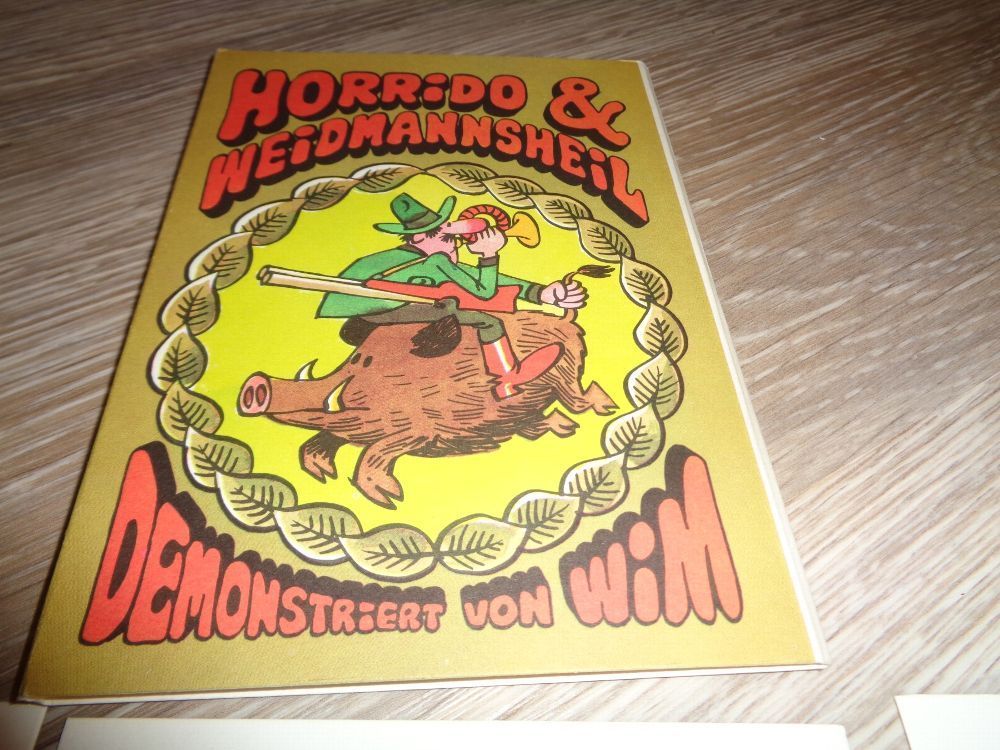 HORRiDO &
WEiDMANNSHEiL
DEMONSTRiERT VON WiM